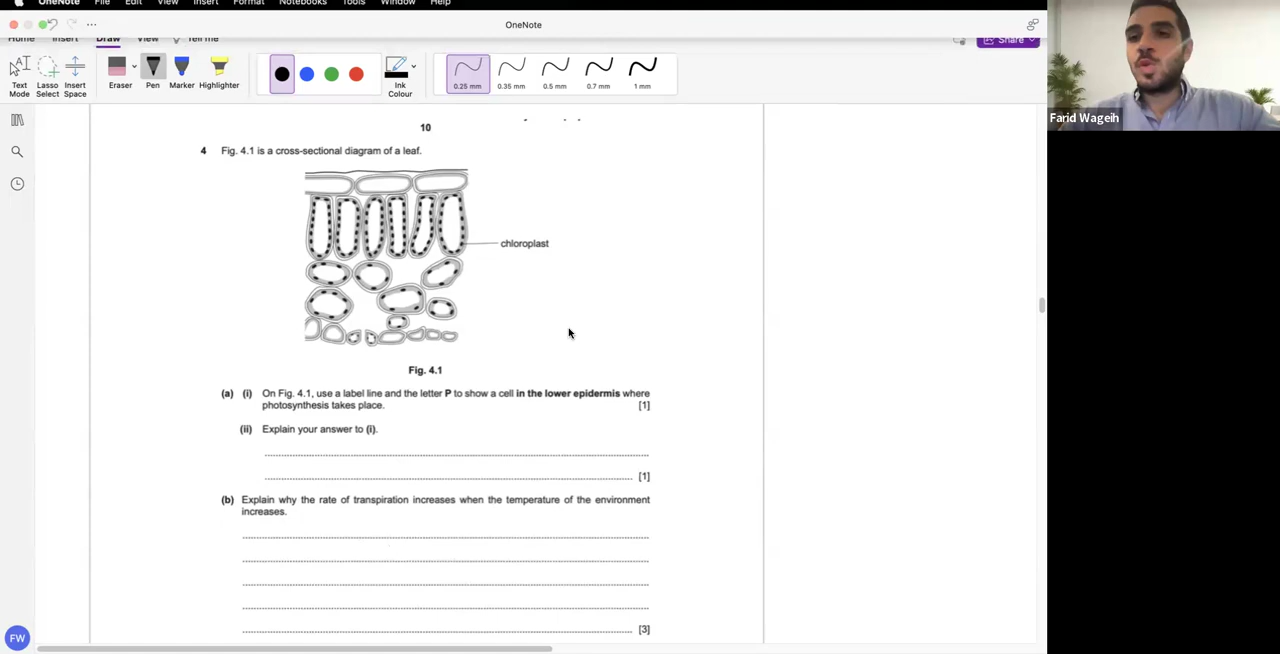 OneNote File Edit View Insert Format Notebooks Tools Window Help
OneNote
Home Insert Draw View Tell me Share
Text Mode
Lasso Select
Insert Space
Eraser
Pen
Marker
Highlighter
Ink Colour
0.25 mm
0.35 mm
0.5 mm
0.7 mm
1 mm
Farid Wageih
10
4 Fig. 4.1 is a cross-sectional diagram of a leaf.
chloroplast
Fig. 4.1
(a) (i) On Fig. 4.1, use a label line and the letter P to show a cell in the lower epidermis where
photosynthesis takes place. [1]
(ii) Explain your answer to (i).
[1]
(b) Explain why the rate of transpiration increases when the temperature of the environment
increases.
[3]
FW